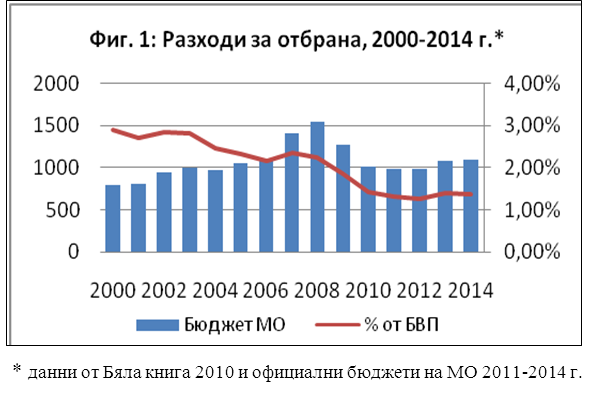 Фиг. 1: Разходи за отбрана, 2000-2014 г.*
2000 4,00%
1500 3,00%
1000 2,00%
500 1,00%
0 0,00%
2000 2002 2004 2006 2008 2010 2012 2014
Бюджет МО % от БВП
* данни от Бяла книга 2010 и официални бюджети на МО 2011-2014 г.